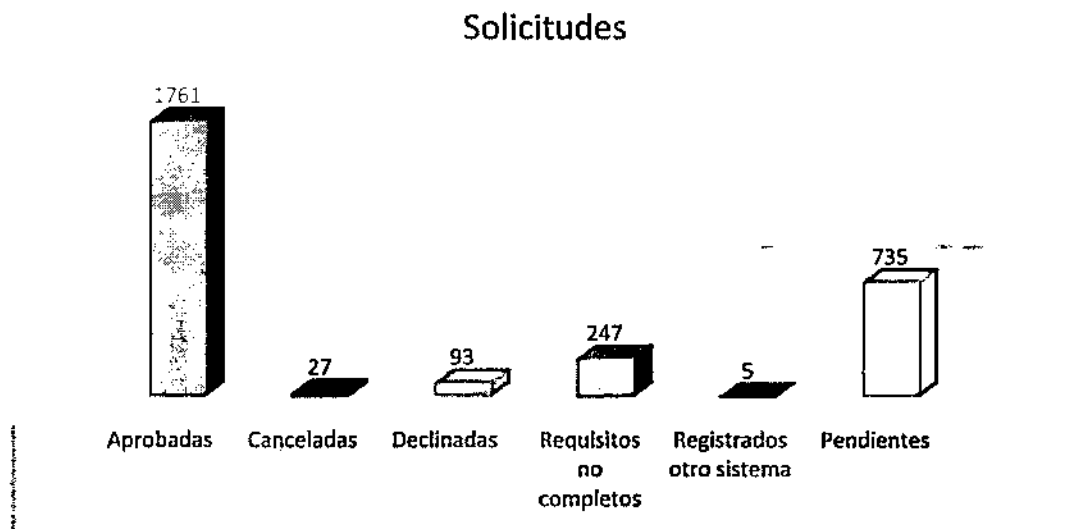 Solicitudes
1761
27
93
247
5
735
Aprobadas
Canceladas
Declinadas
Requisitos
no
completos
Registrados
otro sistema
Pendientes